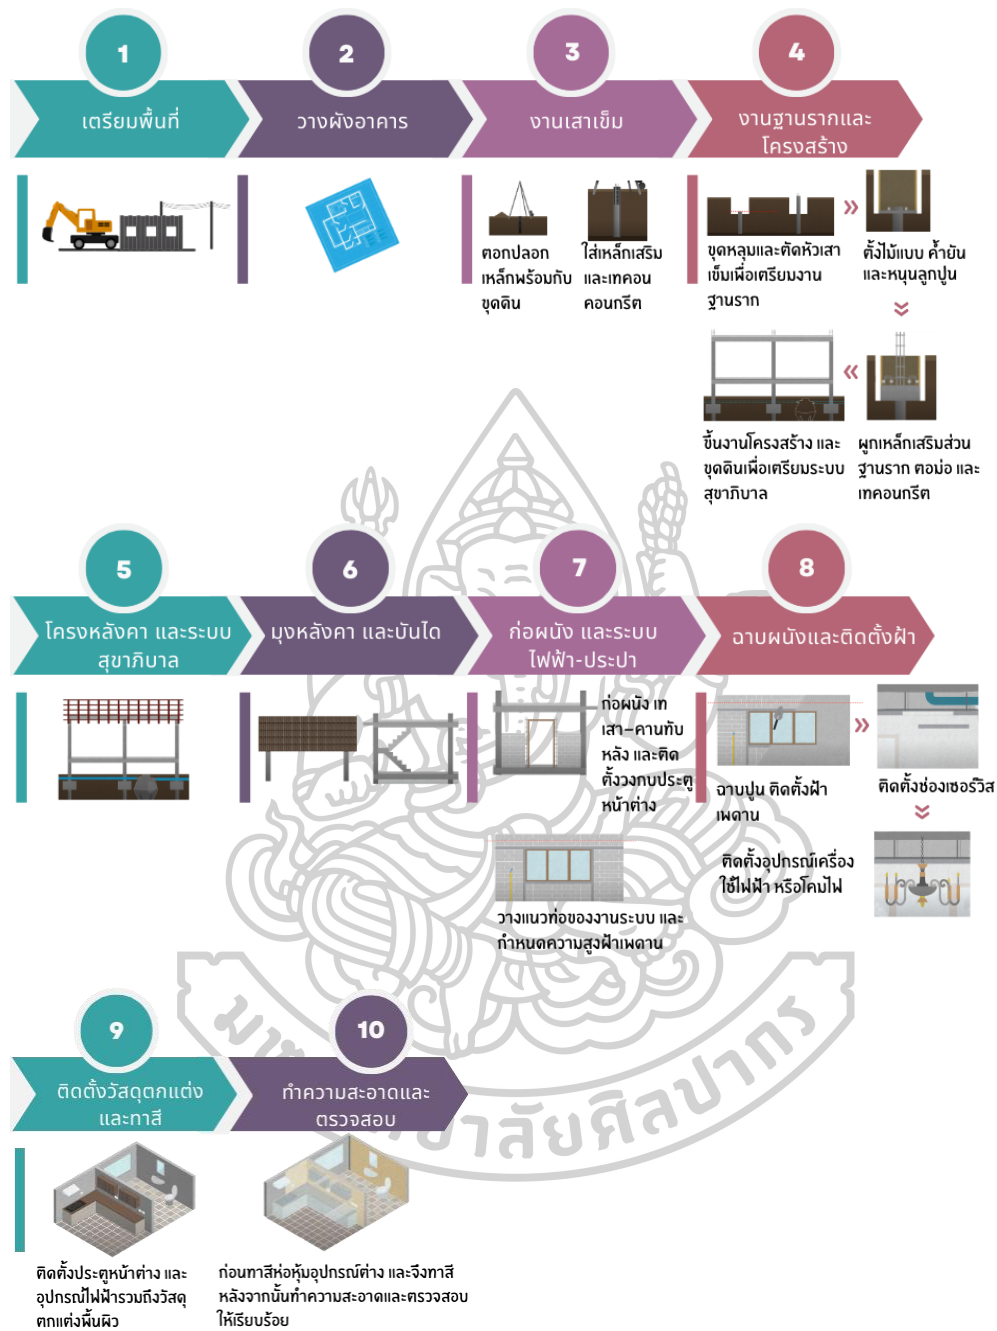 1
เตรียมพื้นที่
2
วางผังอาคาร
3
งานเสาเข็ม
4
งานฐานรากและ
โครงสร้าง
ตอกปลอก
เหล็กพร้อมกับ
ขุดดิน
ใส่เหล็กเสริม
และเทคอน
คอนกรีต
ขุดหลุมและตัดหัวเสา
เข็มเพื่อเตรียมงาน
ฐานราก
ตั้งไม้แบบ ค้ำยัน
และหนุนลูกปูน
ขึ้นงานโครงสร้าง และ
ขุดดินเพื่อเตรียมระบบ
สุขาภิบาล
ผูกเหล็กเสริมส่วน
ฐานราก ตอม่อ และ
เทคอนกรีต
5
โครงหลังคา และระบบ
สุขาภิบาล
6
มุงหลังคา และบันได
7
ก่อผนัง และระบบ
ไฟฟ้า-ประปา
8
ฉาบผนังและติดตั้งฝ้า
ก่อผนัง เท
เสา-คานทับ
หลัง และติด
ตั้งวงกบประตู
หน้าต่าง
วางแนวท่อของงานระบบ และ
กำหนดความสูงฝ้าเพดาน
ฉาบปูน ติดตั้งฝ้า
เพดาน
ติดตั้งช่องเซอร์วิส
ติดตั้งอุปกรณ์เครื่อง
ใช้ไฟฟ้า หรือโคมไฟ
9
ติดตั้งวัสดุตกแต่ง
และทาสี
10
ทำความสะอาดและ
ตรวจสอบ
ติดตั้งประตูหน้าต่าง และ
อุปกรณ์ไฟฟ้ารวมถึงวัสดุ
ตกแต่งพื้นผิว
ก่อนทาสีห่อหุ้มอุปกรณ์ต่าง และจึงทาสี
หลังจากนั้นทำความสะอาดและตรวจสอบ
ให้เรียบร้อย